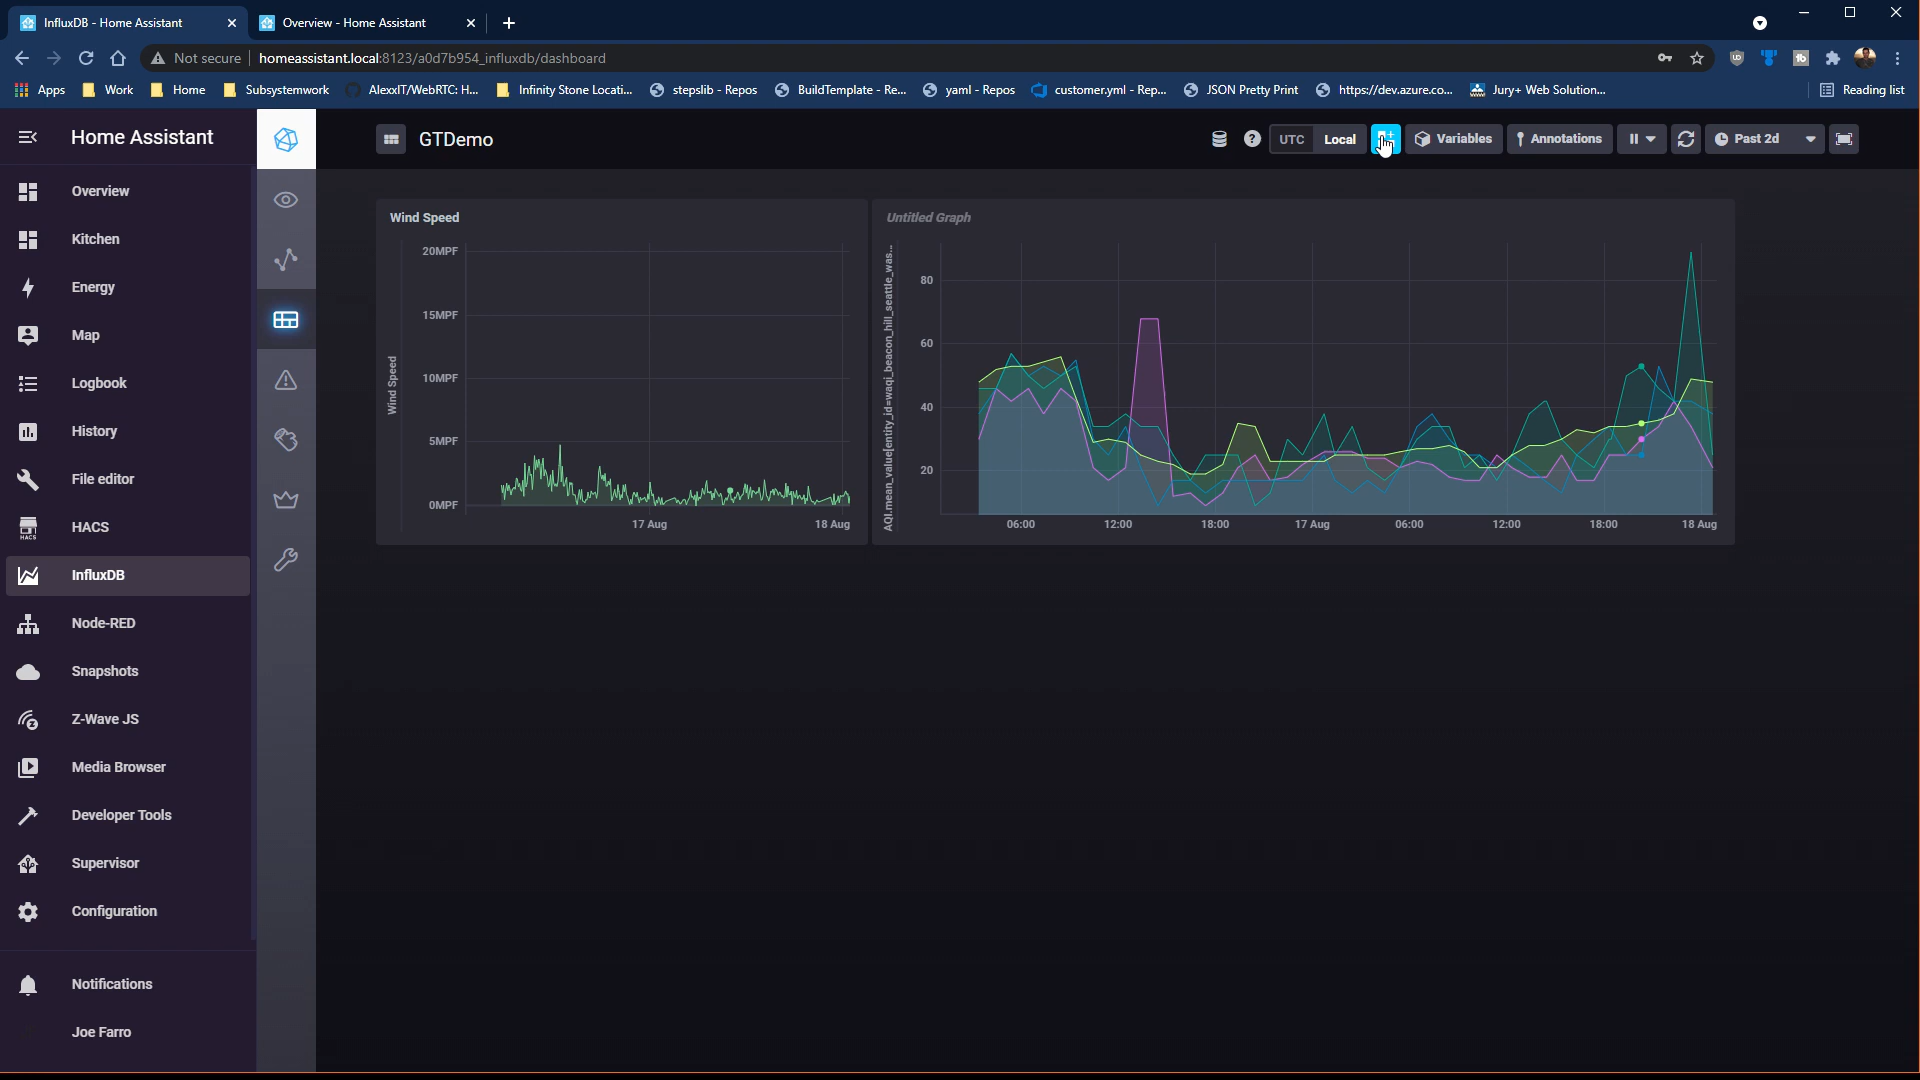 InfluxDB - Home Assistant
Overview - Home Assistant
Not secure
homeassistant.local:8123/a0d7b954_influxdb/dashboard
Apps
Work
Home
Subsystemwork
AlexxIT/WebRTC: H...
Infinity Stone Locati...
stepslib - Repos
BuildTemplate - Re...
yaml - Repos
customer.yml - Rep...
JSON Pretty Print
https://dev.azure.co...
Jury+ Web Solution...
Reading list
Home Assistant
GTDemo
UTC
Local
Variables
Annotations
Past 2d
Overview
Kitchen
Energy
Map
Logbook
History
File editor
HACS
HACS
InfluxDB
Node-RED
Snapshots
Z-Wave JS
Media Browser
Developer Tools
Supervisor
Configuration
Notifications
Joe Farro
Wind Speed
Wind Speed
20MPF
15MPF
10MPF
5MPF
0MPF
17 Aug
18 Aug
Untitled Graph
AQI.mean_value[entity_id=waqi_beacon_hill_seattle_was...
80
60
40
20
06:00
12:00
18:00
17 Aug
06:00
12:00
18:00
18 Aug